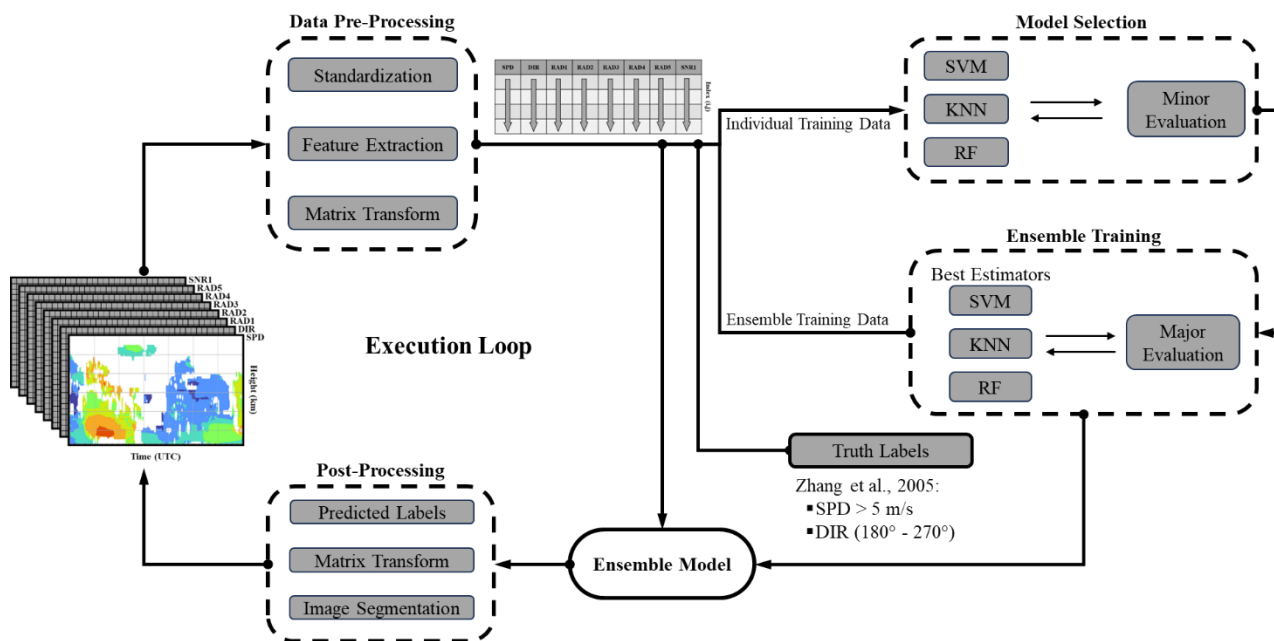 Data Pre-Processing
Standardization
Feature Extraction
Matrix Transform
SPD DIR RAD1 RAD2 RAD3 RAD4 RAD5 SNR1
Index (i,j)
Individual Training Data
Model Selection
SVM
KNN
RF
Minor
Evaluation
Ensemble Training
Best Estimators
SVM
KNN
RF
Major
Evaluation
Ensemble Training Data
SNR1
RAD5
RAD4
RAD3
RAD2
RAD1
DIR
SPD
Height (km)
Time (UTC)
Execution Loop
Truth Labels
Zhang et al., 2005:
▪SPD > 5 m/s
▪DIR (180° - 270°)
Post-Processing
Predicted Labels
Matrix Transform
Image Segmentation
Ensemble Model